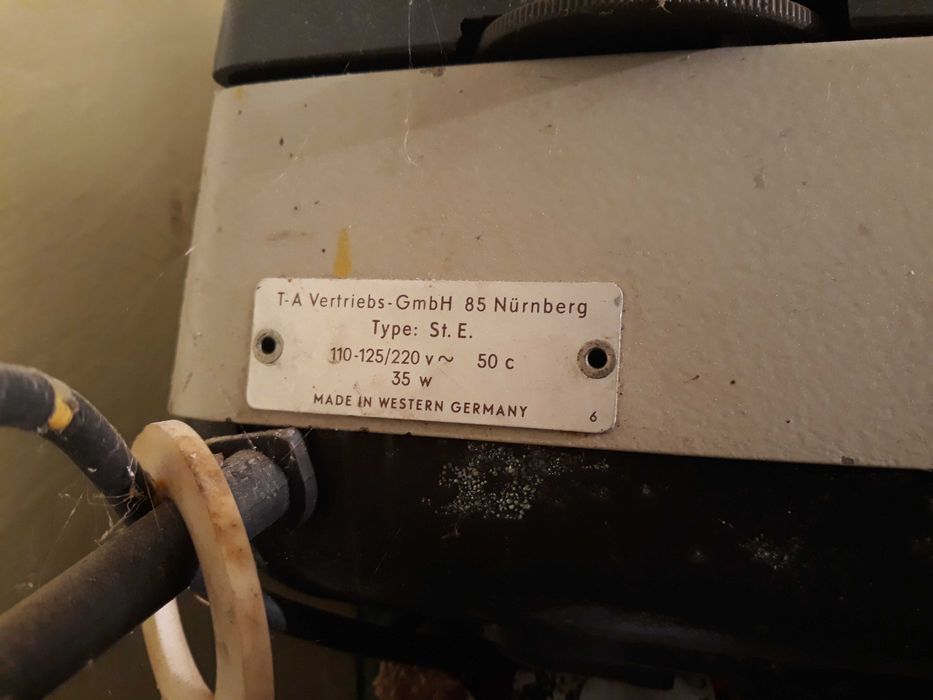 T-A Vertriebs-GmbH 85 Nürnberg
Type: St. E.
110-125/220 v ~ 50 c
35 w
MADE IN WESTERN GERMANY 6